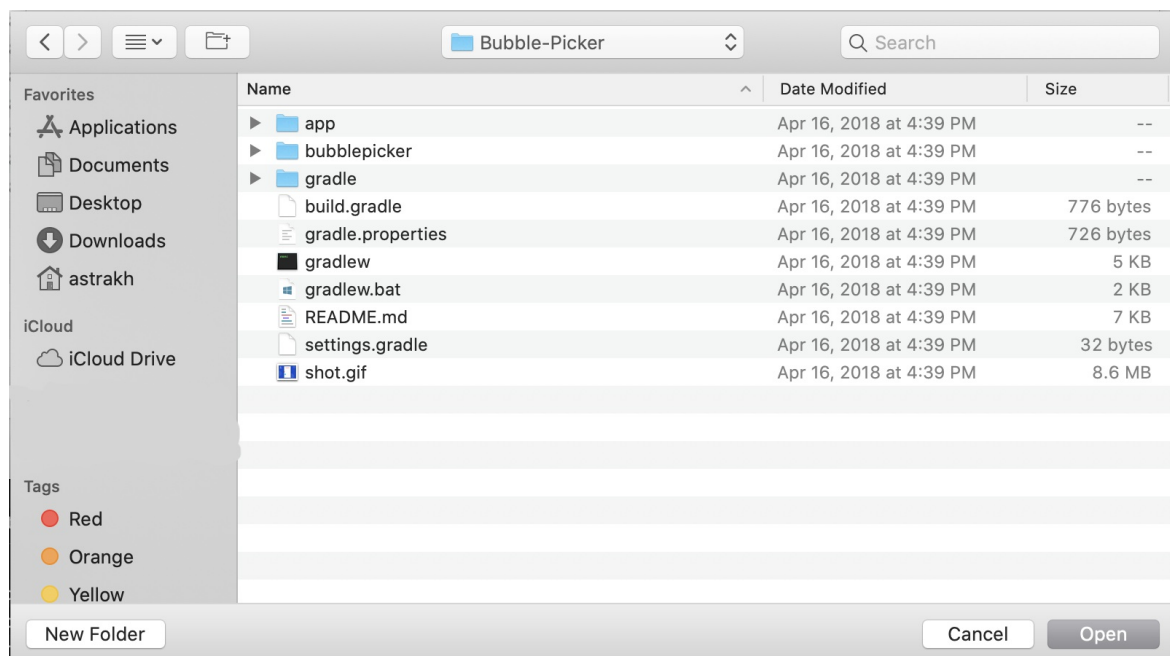 Bubble-Picker
Search
Favorites
Applications
Documents
Desktop
Downloads
astrakh
iCloud
iCloud Drive
Tags
Red
Orange
Yellow
Name Date Modified Size
app Apr 16, 2018 at 4:39 PM --
bubblepicker Apr 16, 2018 at 4:39 PM --
gradle Apr 16, 2018 at 4:39 PM --
build.gradle Apr 16, 2018 at 4:39 PM 776 bytes
gradle.properties Apr 16, 2018 at 4:39 PM 726 bytes
gradlew Apr 16, 2018 at 4:39 PM 5 KB
gradlew.bat Apr 16, 2018 at 4:39 PM 2 KB
README.md Apr 16, 2018 at 4:39 PM 7 KB
settings.gradle Apr 16, 2018 at 4:39 PM 32 bytes
shot.gif Apr 16, 2018 at 4:39 PM 8.6 MB
New Folder Cancel Open